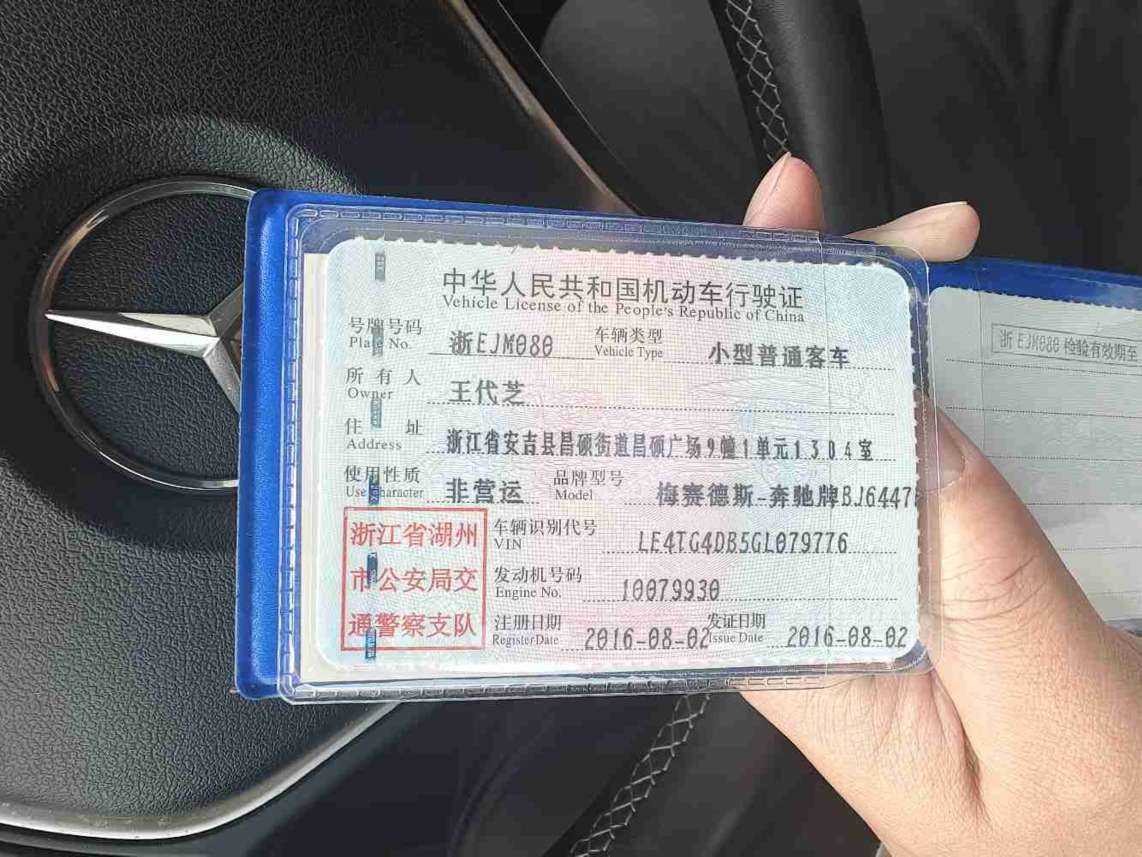 中华人民共和国机动车行驶证
Vehicle License of the People's Republic of China
号牌号码 浙EJM080 车辆类型 小型普通客车
Plate No. Vehicle Type
所有人 王代芝
Owner
住址 浙江省安吉县昌硕街道昌硕广场9幢1单元1304室
Address
使用性质 非营运 品牌型号 梅赛德斯-奔驰牌BJ6447
Use Character Model
浙江省湖州
市公安局交
通警察支队
车辆识别代号 LE4TG4DB5GL079776
VIN
发动机号码 10079930
Engine No.
注册日期 2016-08-02 发证日期 2016-08-02
Register Date Issue Date
浙EJM080 检验有效期至